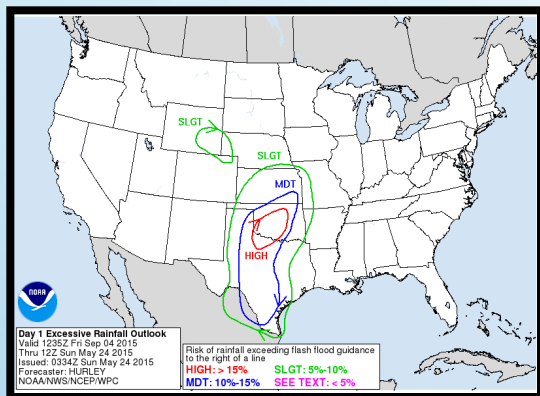 SLGT
SLGT
MDT
HIGH
NOAA
Day 1 Excessive Rainfall Outlook
Valid 1235Z Fri Sep 04 2015
Thru 12Z Sun May 24 2015
Issued: 0334Z Sun May 24 2015
Forecaster: HURLEY
NOAA/NWS/NCEP/WPC
Risk of rainfall exceeding flash flood guidance
to the right of a line
HIGH: > 15% SLGT: 5%-10%
MDT: 10%-15% SEE TEXT: < 5%